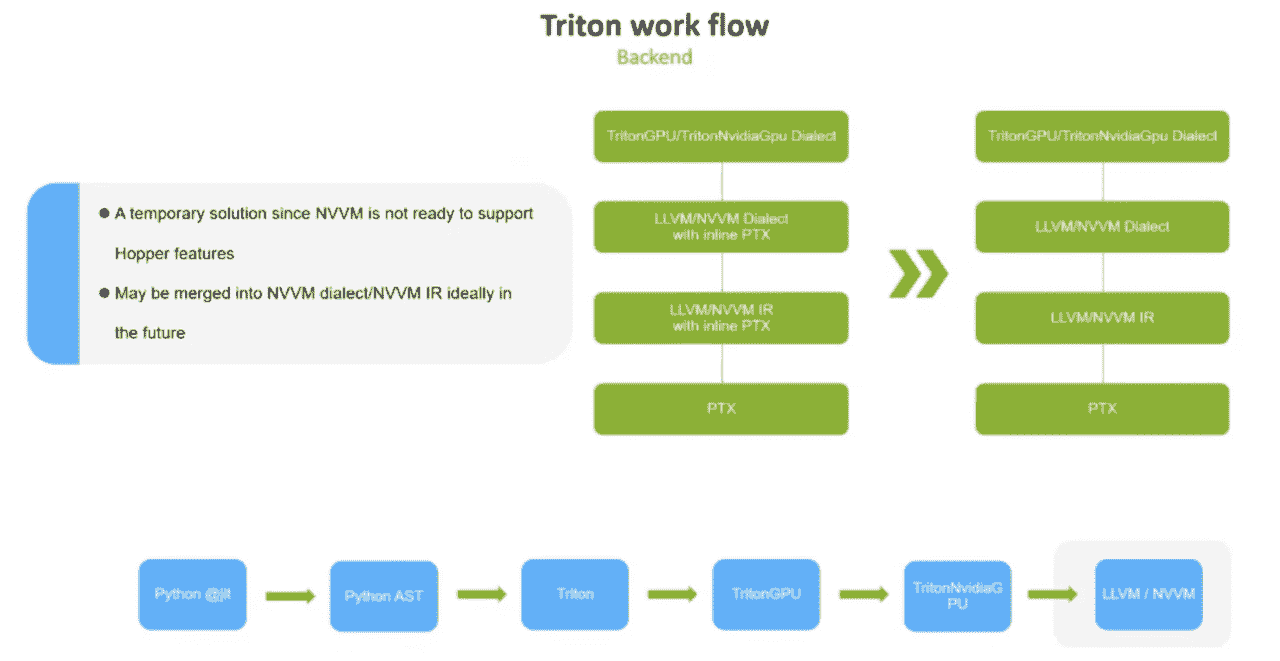 Triton work flow
Backend
● A temporary solution since NVVM is not ready to support
Hopper features
● May be merged into NVVM dialect/NVVM IR ideally in
the future
TritonGPU/TritonNvidiaGpu Dialect
LLVM/NVVM Dialect
with inline PTX
LLVM/NVVM IR
with inline PTX
PTX
TritonGPU/TritonNvidiaGpu Dialect
LLVM/NVVM Dialect
LLVM/NVVM IR
PTX
Python @jit
Python AST
Triton
TritonGPU
TritonNvidiaG
PU
LLVM / NVVM